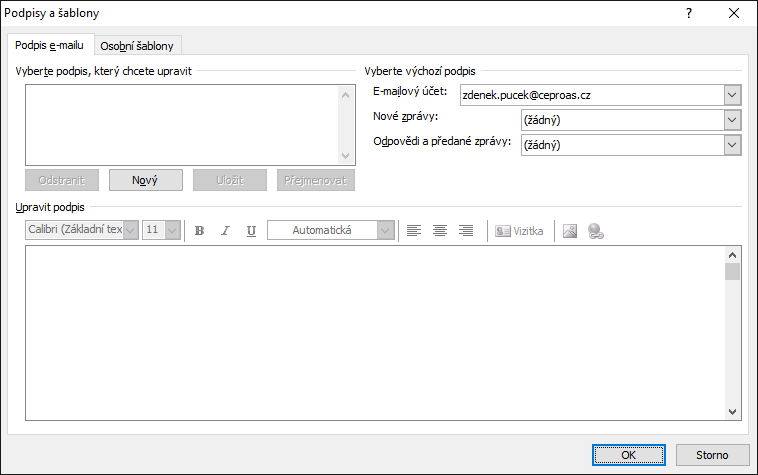 Podpisy a šablony
?
Podpis e-mailu
Osobní šablony
Vyberte podpis, který chcete upravit
Vyberte výchozí podpis
E-mailový účet:
zdenek.pucek@ceproas.cz
Nové zprávy:
(žádný)
Odpovědi a předané zprávy:
(žádný)
Odstranit
Nový
Uložit
Přejmenovat
Upravit podpis
Calibri (Základní tex
11
B
I
U
Automatická
Vizitka
OK
Storno